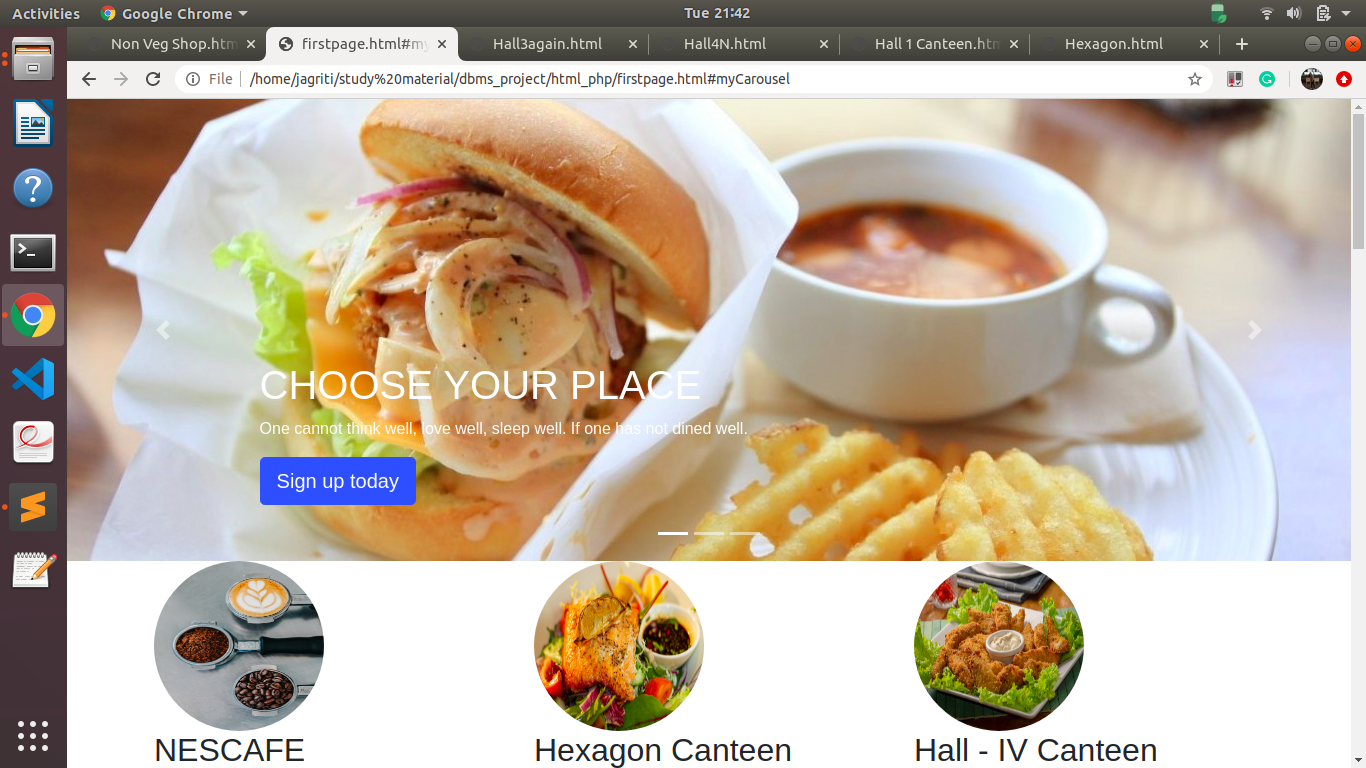 Activities Google Chrome Tue 21:42
Non Veg Shop.htm firstpage.html#my Hall3again.html Hall4N.html Hall 1 Canteen.htm Hexagon.html
File /home/jagriti/study%20material/dbms_project/html_php/firstpage.html#myCarousel
CHOOSE YOUR PLACE
One cannot think well, love well, sleep well. If one has not dined well.
Sign up today
NESCAFE Hexagon Canteen Hall - IV Canteen